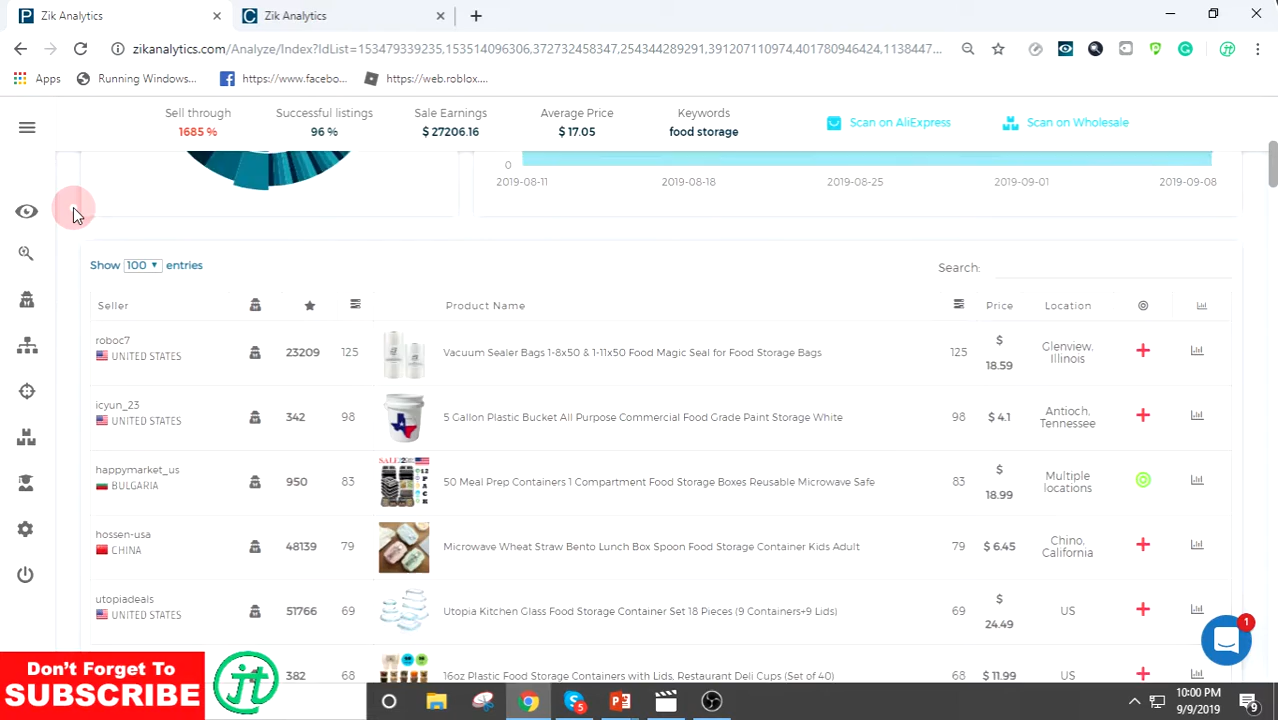 Zik Analytics
Zik Analytics
zikanalytics.com/Analyze/Index?IdList=153479339235,153514096306,372732458347,254344289291,391207110974,401780946424,1138447...
Apps
Running Windows...
https://www.facebo...
https://web.roblox....
Sell through
1685 %
Successful listings
96 %
Sale Earnings
$ 27206.16
Average Price
$ 17.05
Keywords
food storage
Scan on AliExpress
Scan on Wholesale
0
2019-08-11
2019-08-18
2019-08-25
2019-09-01
2019-09-08
Show 100 entries
Search:
Seller
Product Name
Price
Location
roboc7
UNITED STATES
23209
125
Vacuum Sealer Bags 1-8x50 & 1-11x50 Food Magic Seal for Food Storage Bags
125
$
18.59
Glenview,
Illinois
icyun_23
UNITED STATES
342
98
5 Gallon Plastic Bucket All Purpose Commercial Food Grade Paint Storage White
98
$ 4.1
Antioch,
Tennessee
happymarket_us
BULGARIA
950
83
50 Meal Prep Containers 1 Compartment Food Storage Boxes Reusable Microwave Safe
83
$
18.99
Multiple
locations
hossen-usa
CHINA
48139
79
Microwave Wheat Straw Bento Lunch Box Spoon Food Storage Container Kids Adult
79
$ 6.45
Chino,
California
utopiadeals
UNITED STATES
51766
69
Utopia Kitchen Glass Food Storage Container Set 18 Pieces (9 Containers-9 Lids)
69
$
24.49
US
382
68
16oz Plastic Food Storage Containers with Lids, Restaurant Deli Cups (Set of 40)
68
$ 11.99
US
1
Don't Forget To
SUBSCRIBE
jt
10:00 PM
9/9/2019